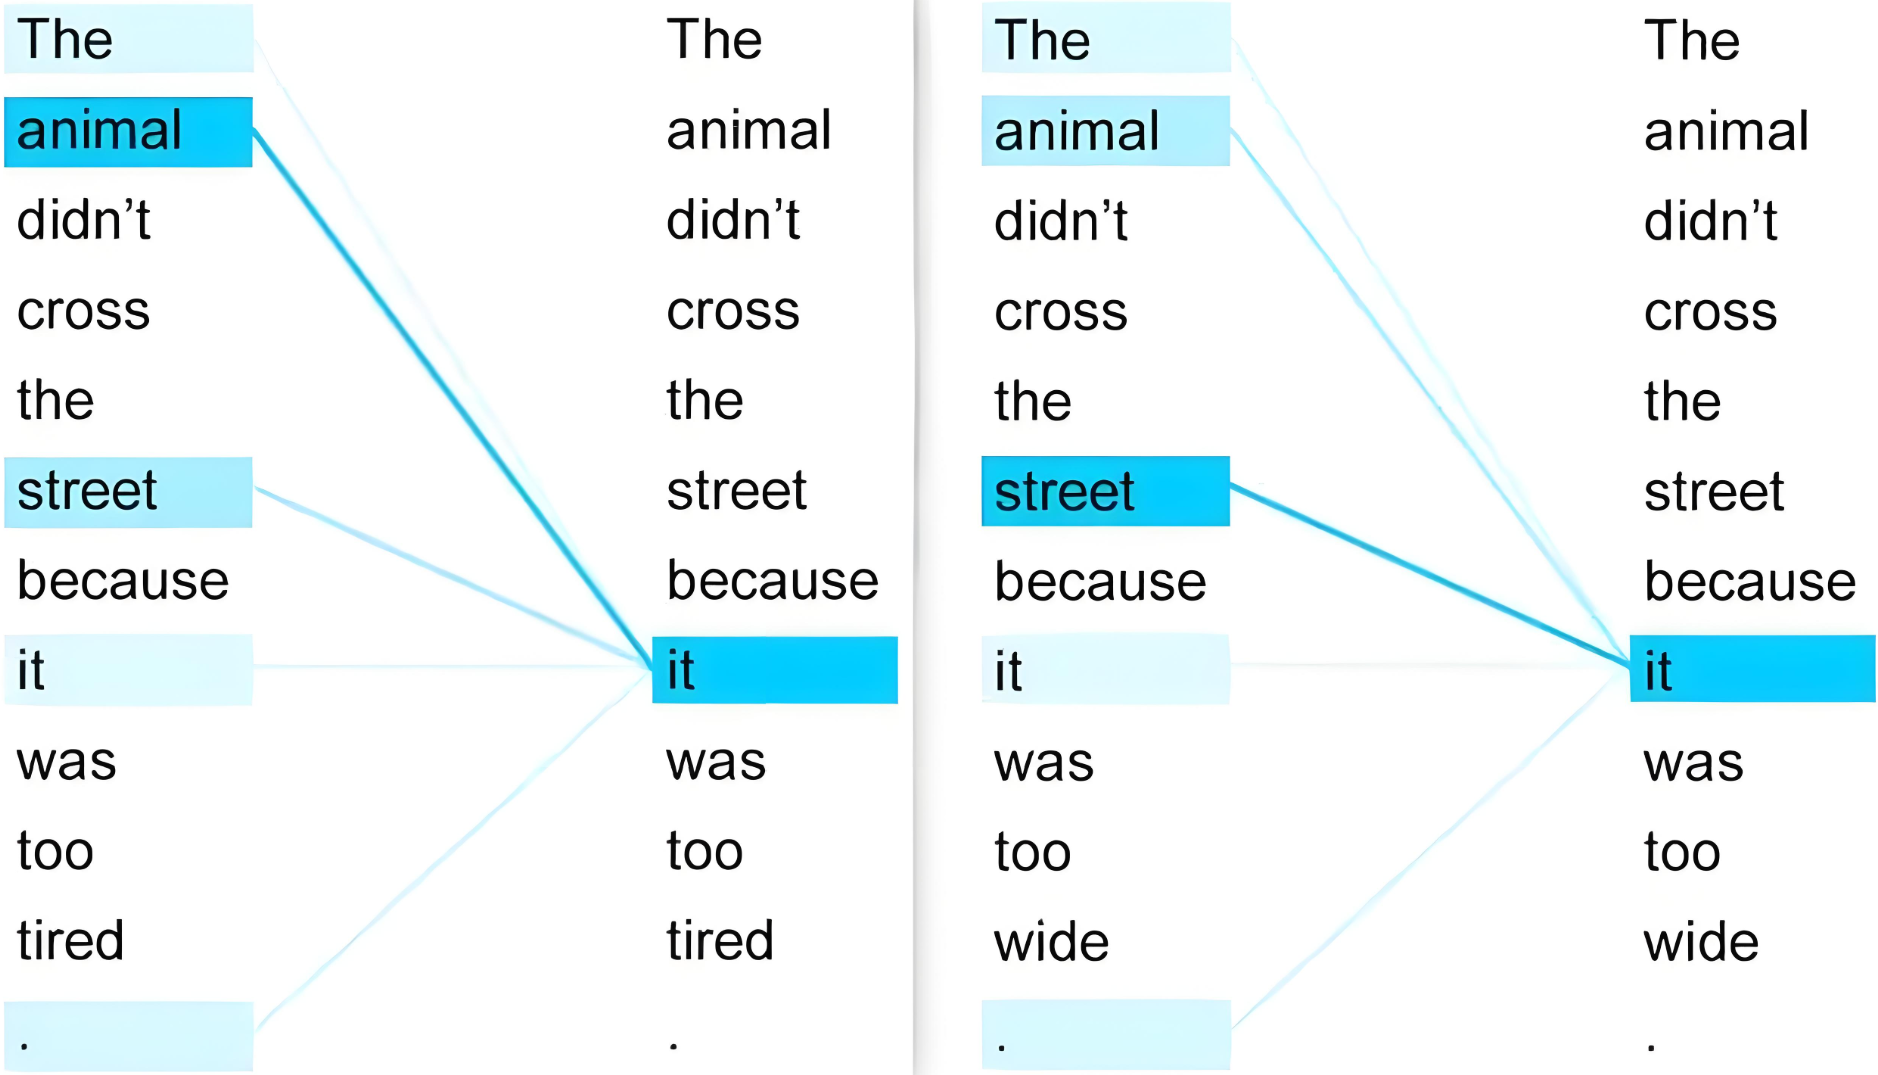 The
animal
didn’t
cross
the
street
because
it
was
too
tired
.
The
animal
didn’t
cross
the
street
because
it
was
too
tired
.
The
animal
didn’t
cross
the
street
because
it
was
too
wide
.
The
animal
didn’t
cross
the
street
because
it
was
too
wide
.